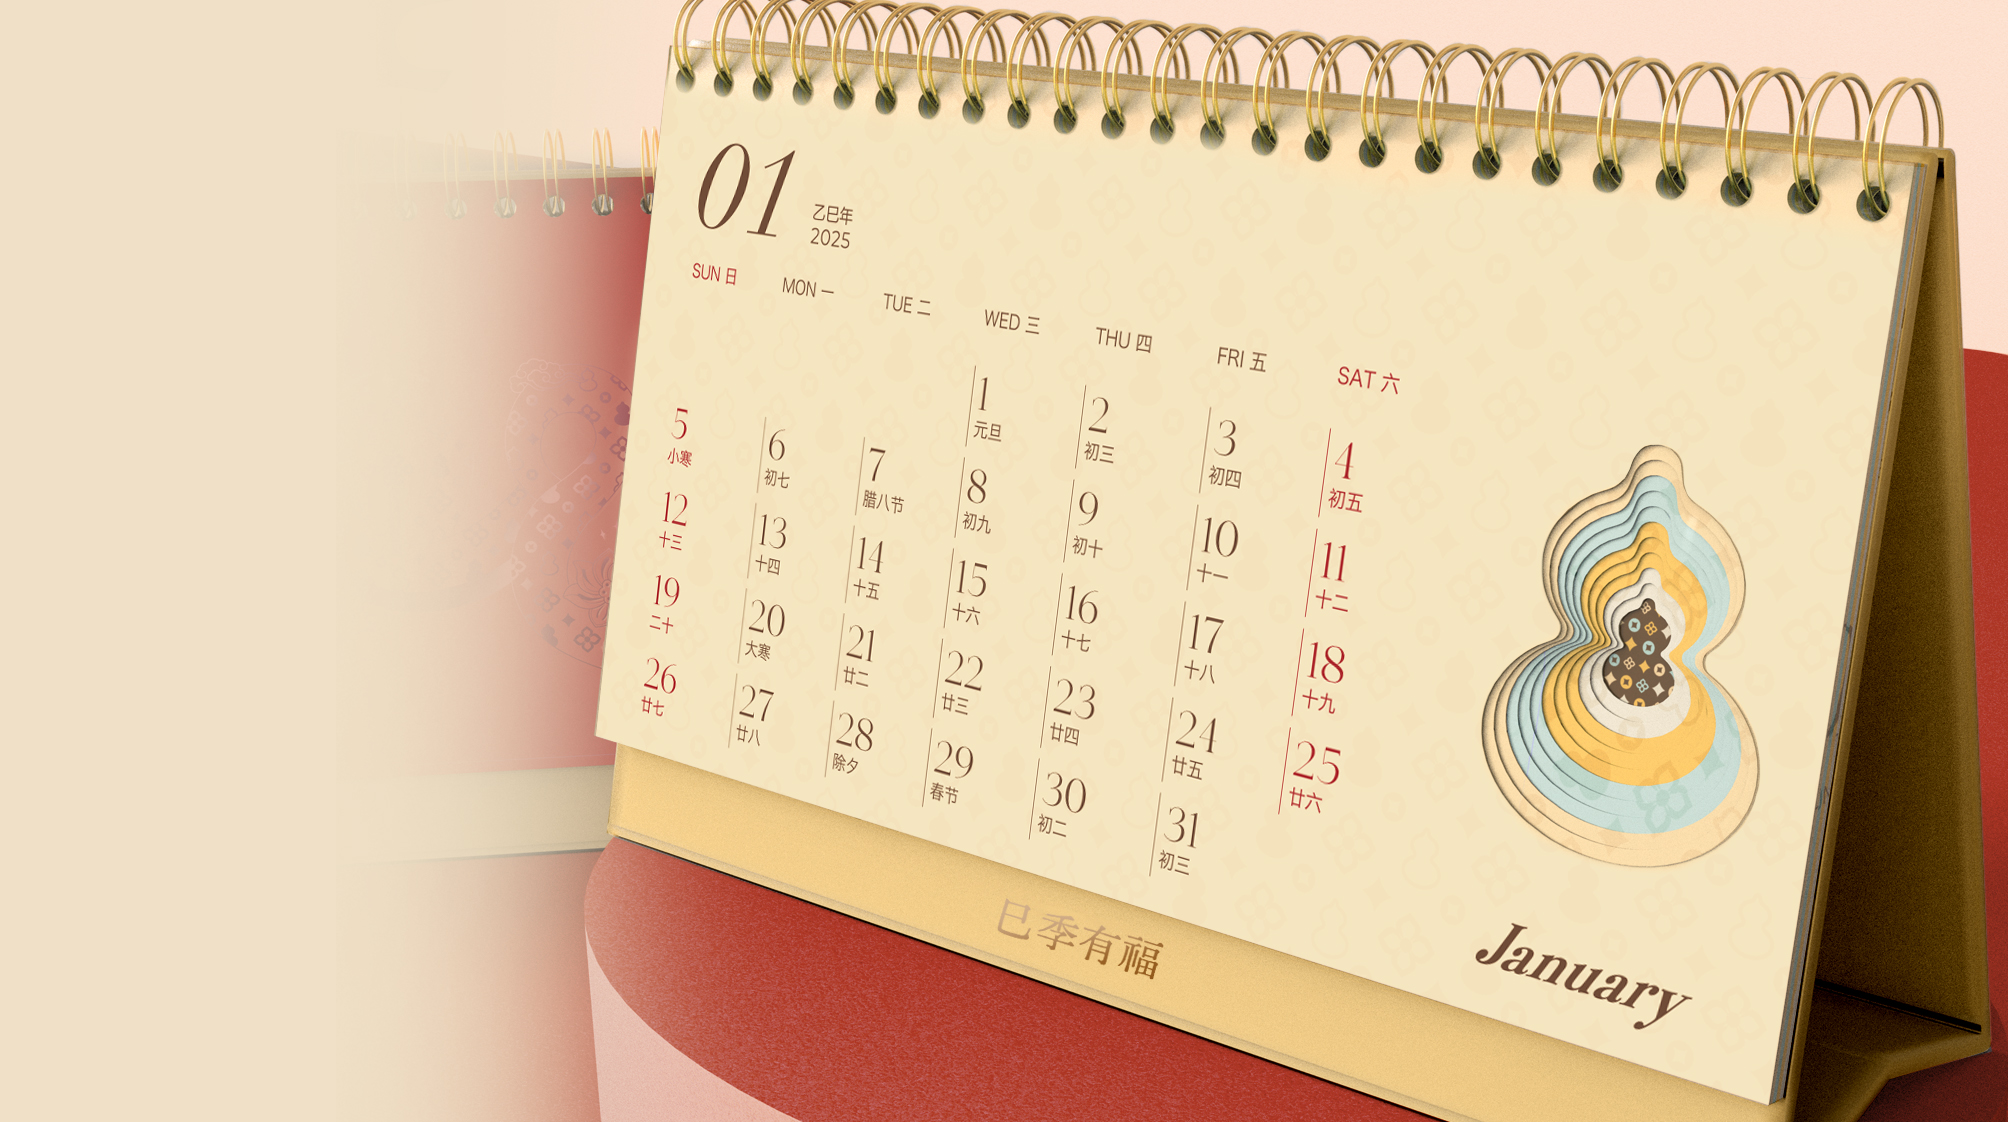 01
乙巳年
2025
SUN 日 MON 一 TUE 二 WED 三 THU 四 FRI 五 SAT 六
1 2 3 4
元旦 初三 初四 初五
5 6 7 8 9 10 11
小寒 初七 腊八节 初九 初十 十一 十二
12 13 14 15 16 17 18
十三 十四 十五 十六 十七 十八 十九
19 20 21 22 23 24 25
二十 大寒 廿二 廿三 廿四 廿五 廿六
26 27 28 29 30 31
廿七 廿八 除夕 春节 初二 初三
January
巳季有福